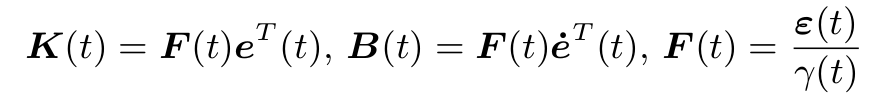 K(t) = F(t)e^T(t), B(t) = F(t)ė^T(t), F(t) = ε(t)/γ(t)